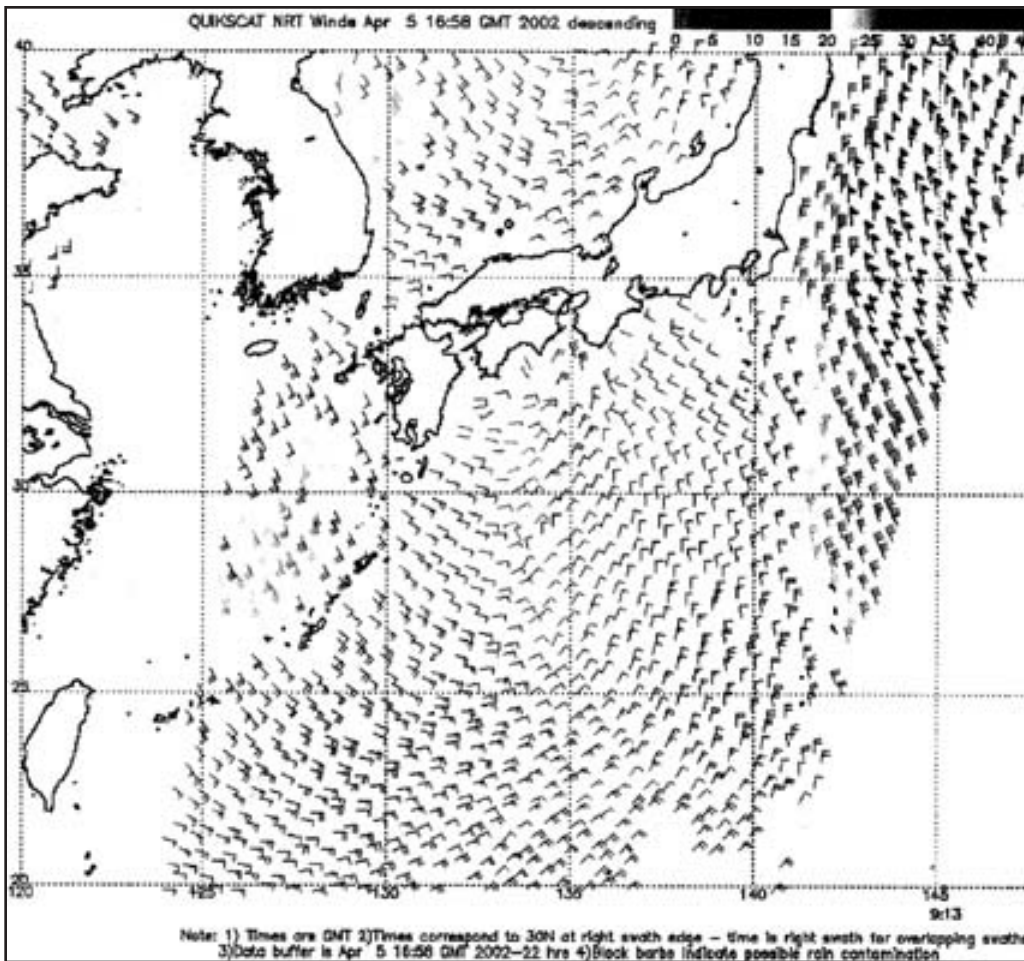 QUIKSCAT NRT Winds Apr 5 16:58 GMT 2002 descending
0 5 10 15 20 25 30 35 40
40
35
30
25
20
120 125 130 135 140 145
9:13
Note: 1) Times are GMT 2)Times correspond to 30N at right swath edge - time is right swath for overlapping swaths
3)Data buffer is Apr 5 16:58 GMT 2002-22 hrs 4)Black barbs indicate possible rain contamination